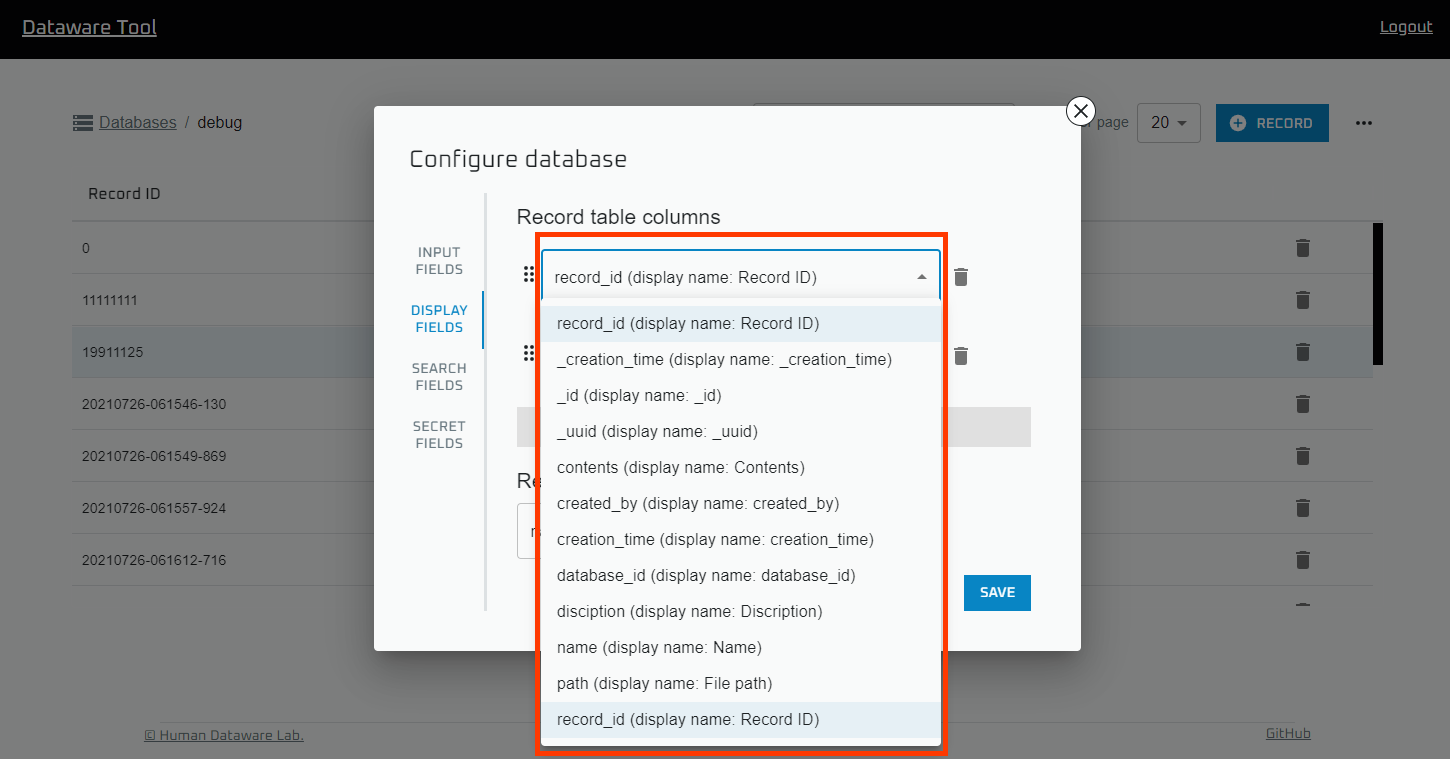 Dataware Tool
Logout
Databases / debug
page
20
RECORD
Configure database
Record ID
Record table columns
0
INPUT
FIELDS
record_id (display name: Record ID)
11111111
DISPLAY
FIELDS
record_id (display name: Record ID)
19911125
_creation_time (display name: _creation_time)
SEARCH
FIELDS
_id (display name: _id)
20210726-061546-130
SECRET
FIELDS
_uuid (display name: _uuid)
20210726-061549-869
contents (display name: Contents)
20210726-061557-924
created_by (display name: created_by)
creation_time (display name: creation_time)
20210726-061612-716
database_id (display name: database_id)
SAVE
disciption (display name: Discription)
name (display name: Name)
path (display name: File path)
record_id (display name: Record ID)
© Human Dataware Lab.
GitHub